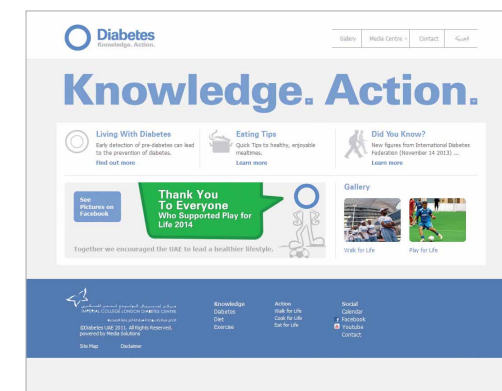 Diabetes
Knowledge. Action.
Gallery
Media Centre
Contact
العربية
Knowledge. Action.
Living With Diabetes
Early detection of pre-diabetes can lead
to the prevention of diabetes.
Find out more
Eating Tips
Quick Tips to healthy, enjoyable
mealtimes.
Learn more
Did You Know?
New figures from International Diabetes
Federation (November 14 2013) ...
Learn more
See
Pictures on
Facebook
Thank You
To Everyone
Who Supported Play for
Life 2014
Together we encouraged the UAE to lead a healthier lifestyle.
Gallery
Walk for Life
Play for Life
IMPERIAL COLLEGE LONDON DIABETES CENTRE
©Diabetes UAE 2011. All Rights Reserved.
powered by Media Solutions
Site Map
Disclaimer
Knowledge
Diabetes
Diet
Exercise
Action
Walk for Life
Cook for Life
Eat for Life
Social
Calendar
Facebook
Youtube
Contact